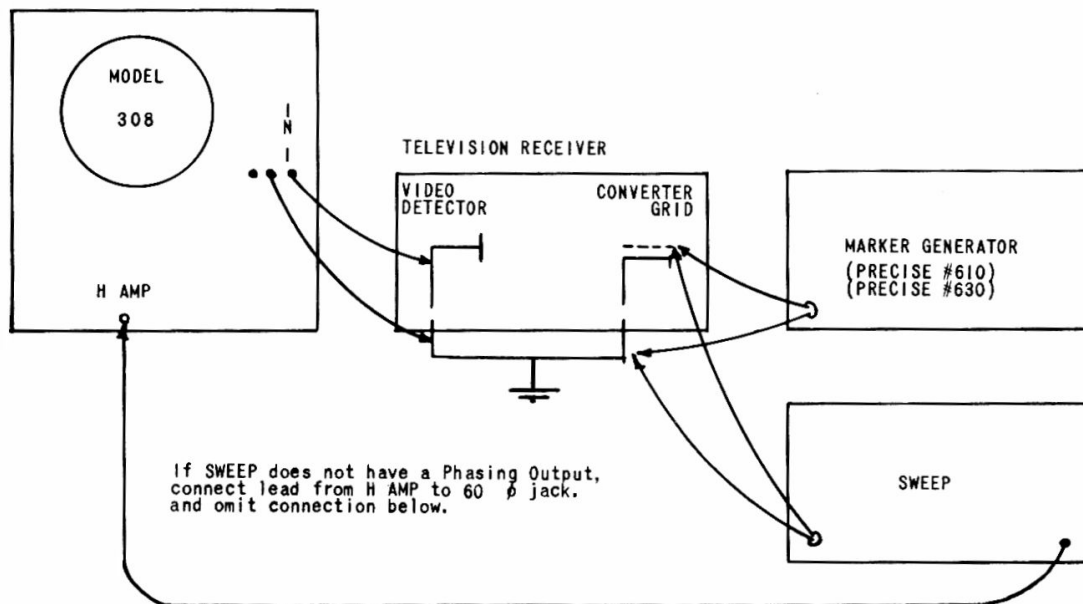 MODEL
308
IN
H AMP
TELEVISION RECEIVER
VIDEO
DETECTOR
CONVERTER
GRID
MARKER GENERATOR
(PRECISE #610)
(PRECISE #630)
If SWEEP does not have a Phasing Output,
connect lead from H AMP to 60 ϕ jack.
and omit connection below.
SWEEP